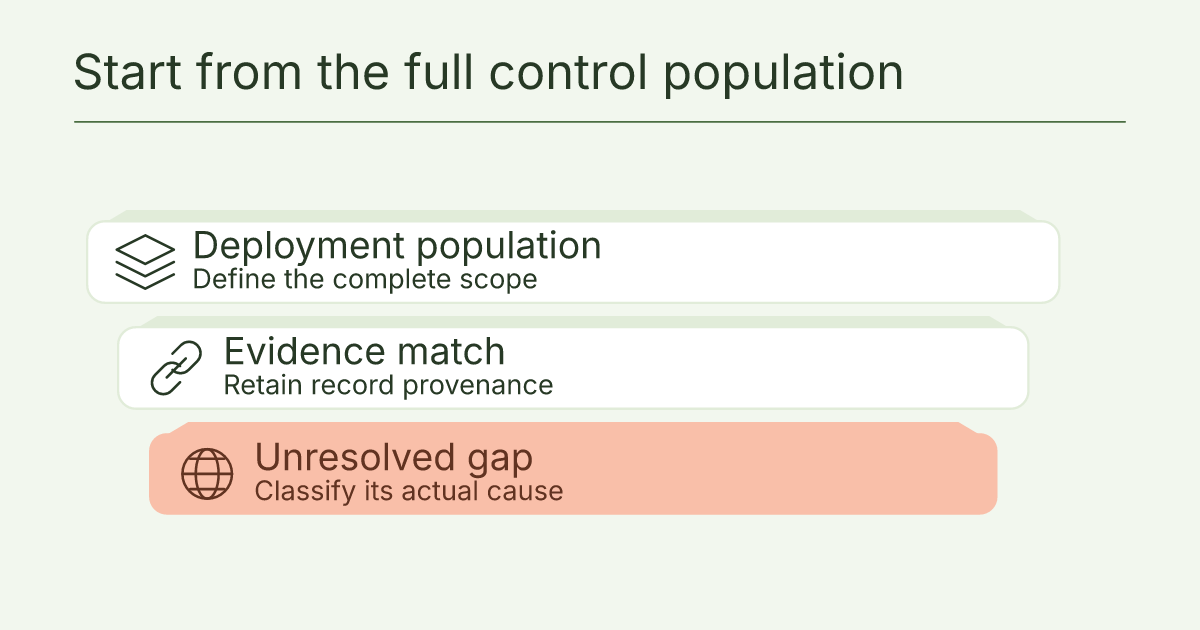 Start from the full control population
Deployment population
Define the complete scope
Evidence match
Retain record provenance
Unresolved gap
Classify its actual cause